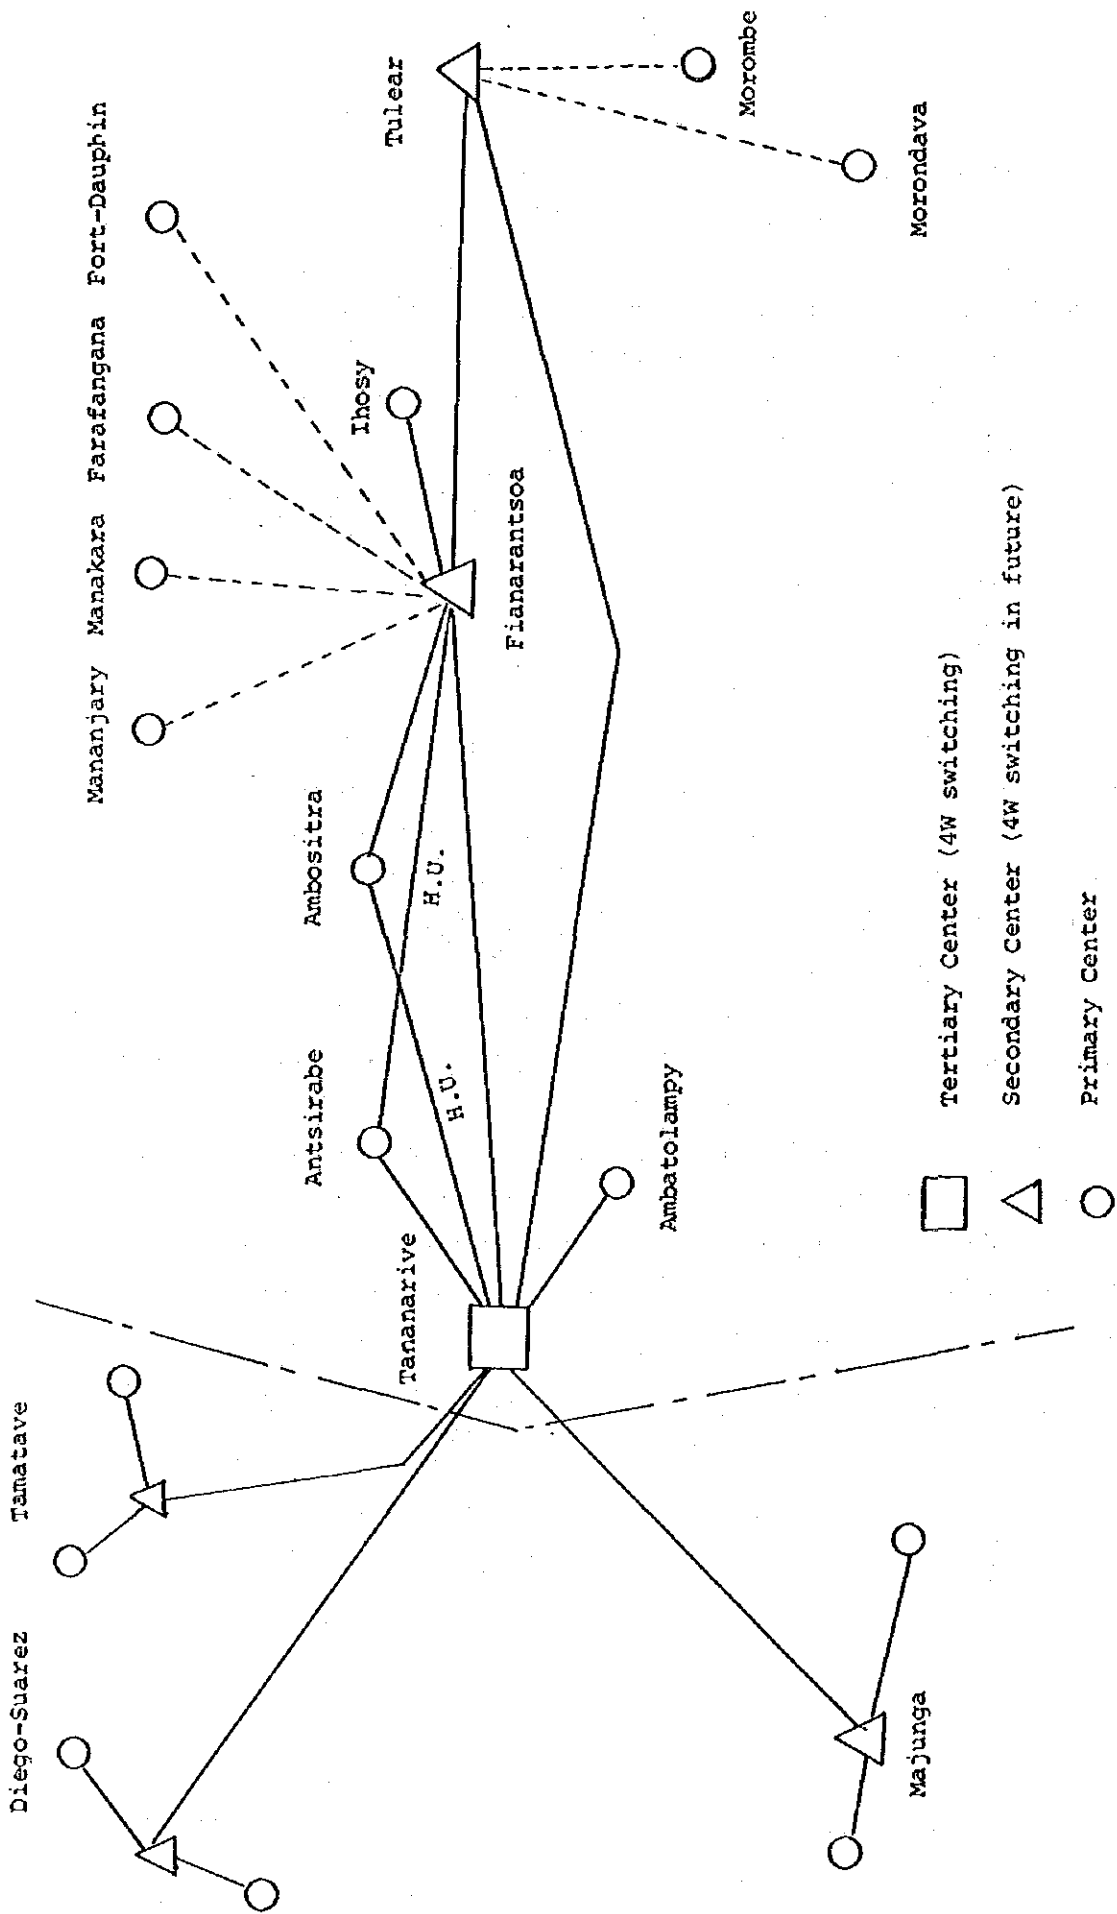 Diego-Suarez
Tamatave
Mananjary Manakara Farafangana Fort-Dauphin
Antsirabe
Ambositra
Ihosy
Tulear
Tananarive
H.U.
H.U.
Fianarantsoa
Ambatolampy
Morombe
Majunga
Morondava
Tertiary Center (4W switching)
Secondary Center (4W switching in future)
Primary Center